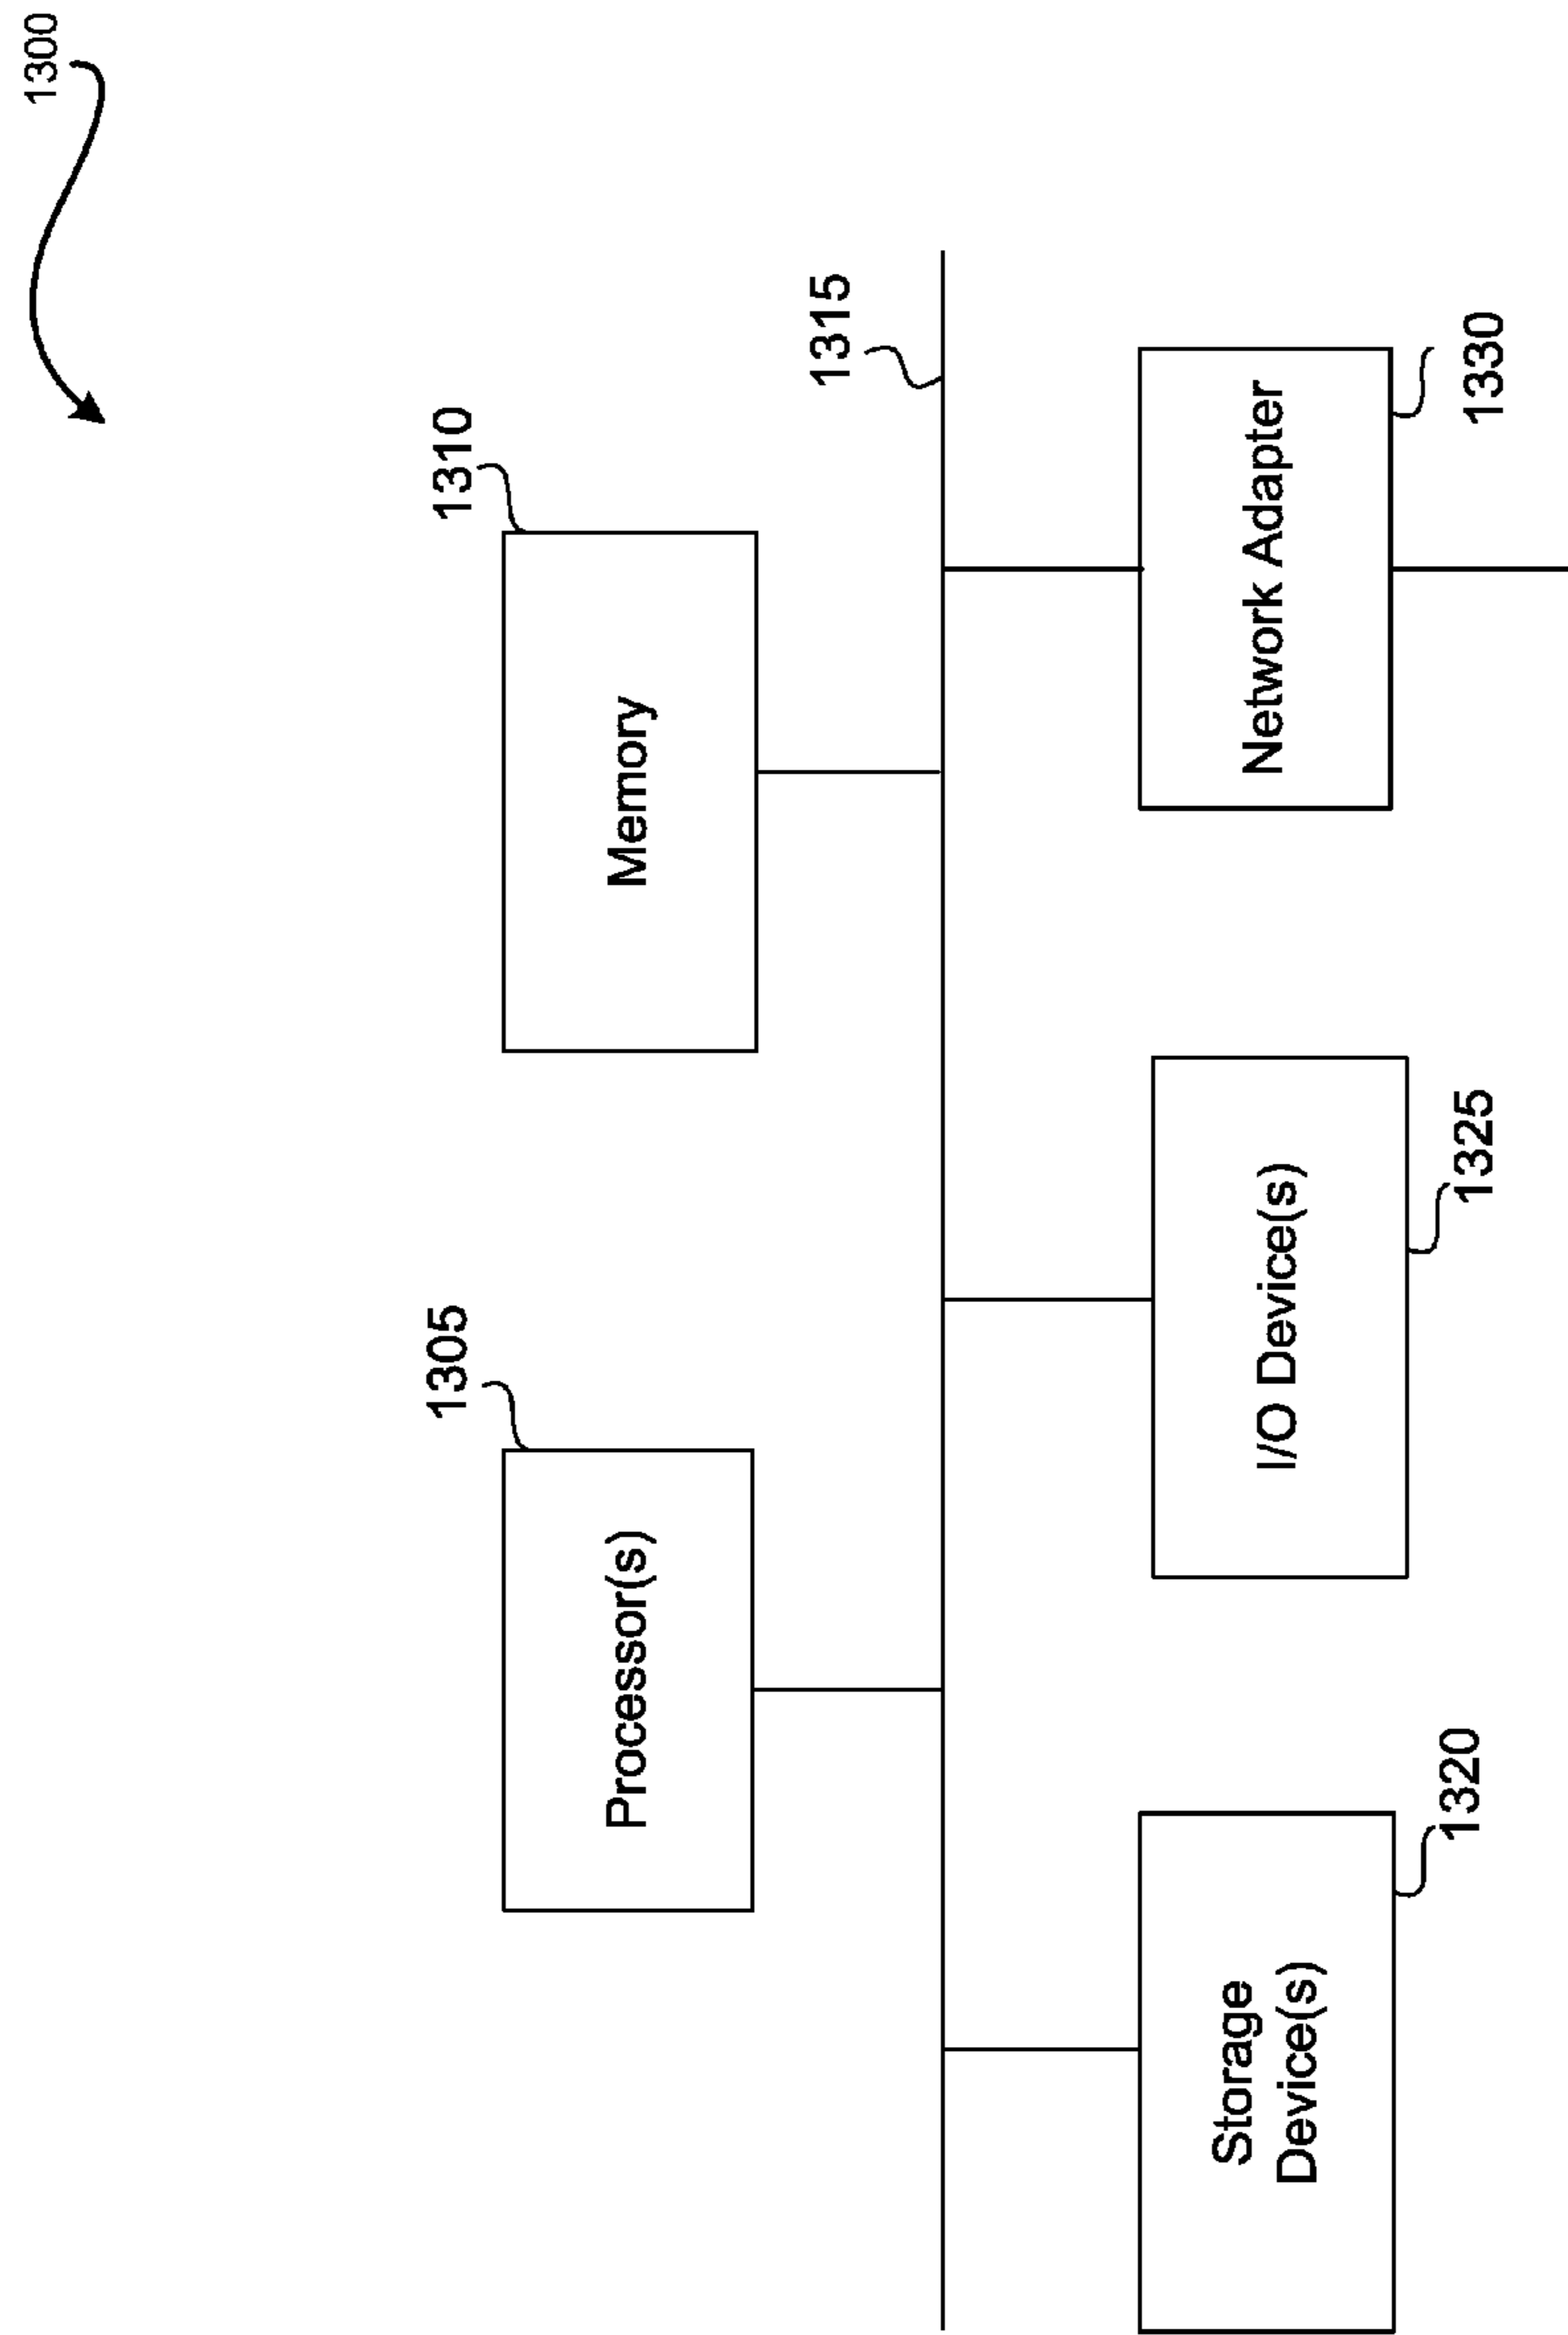 1300
1305
1310
Processor(s)
Memory
1315
Storage
Device(s)
I/O Device(s)
Network Adapter
1320
1325
1330